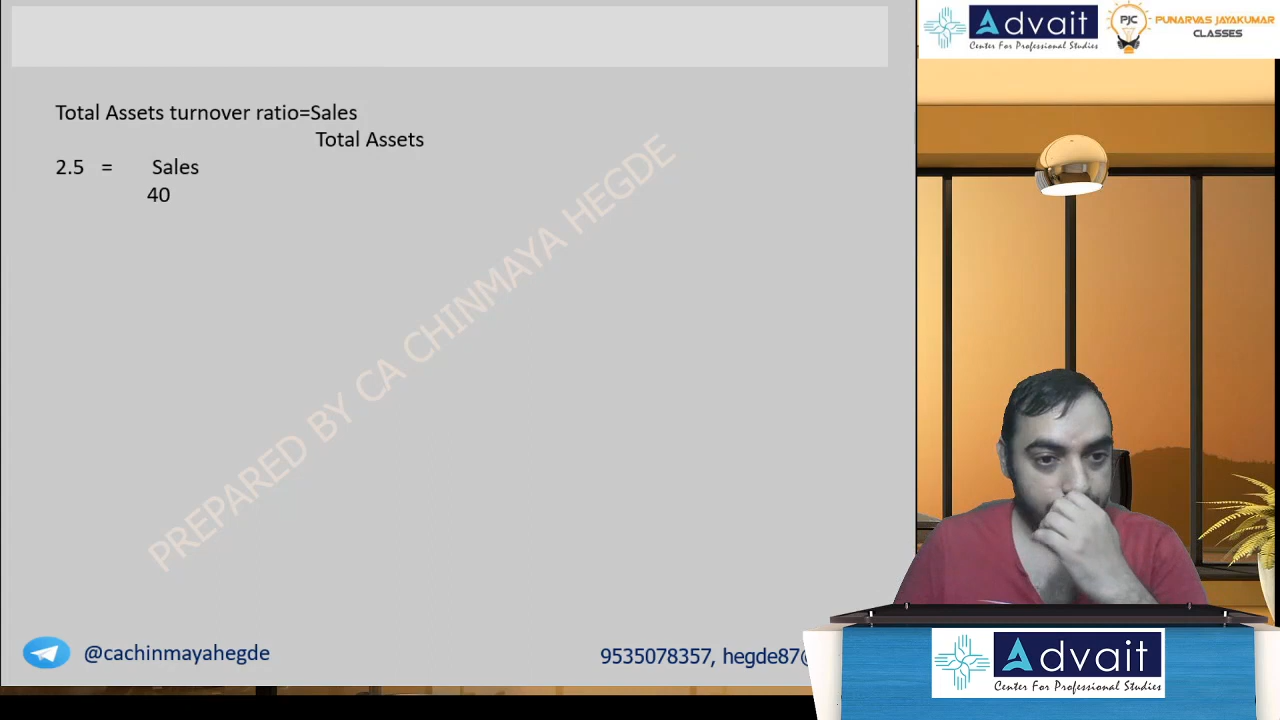 Advait
Center For Professional Studies
PJC
PUNARVAS JAYAKUMAR
CLASSES
Total Assets turnover ratio=Sales
Total Assets
2.5 = Sales
40
PREPARED BY CA CHINMAYA HEGDE
@cachinmayahegde
9535078357, hegde87@
Advait
Center For Professional Studies